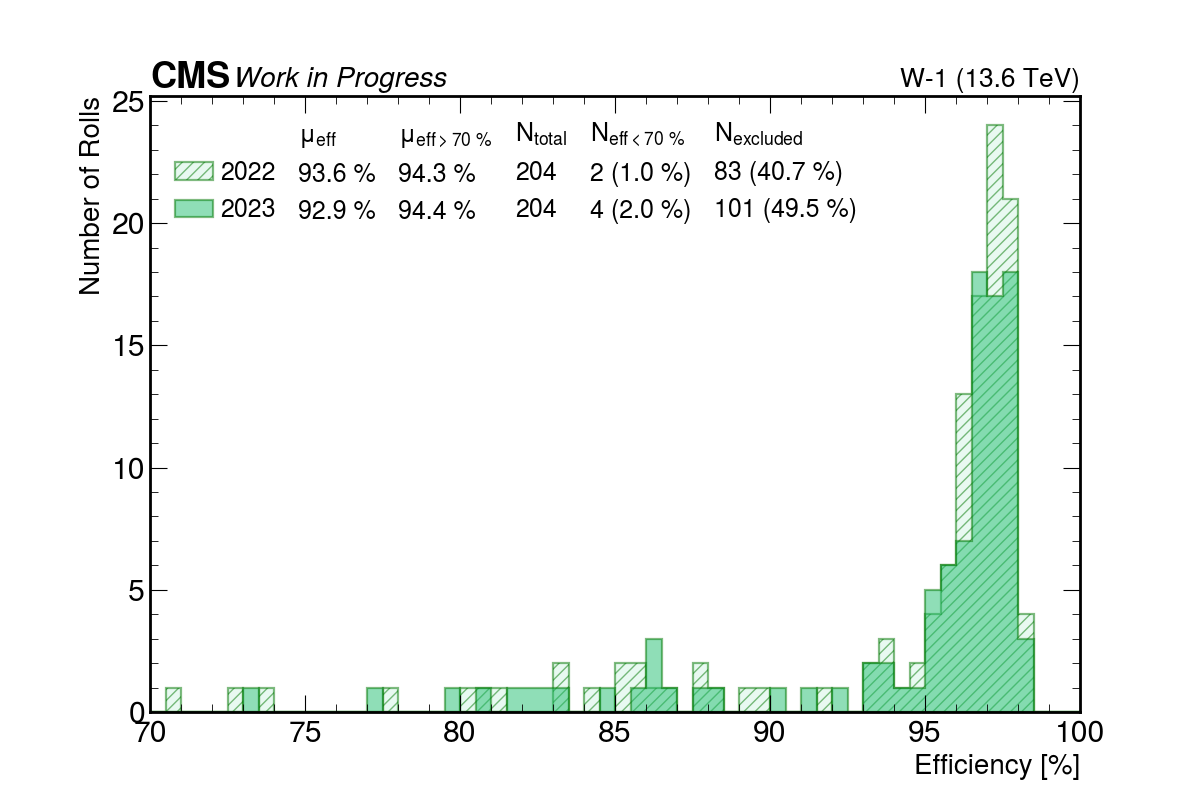 CMS Work in Progress W-1 (13.6 TeV)
Number of Rolls
μeff μeff > 70 % Ntotal Neff < 70 % Nexcluded
2022 93.6 % 94.3 % 204 2 (1.0 %) 83 (40.7 %)
2023 92.9 % 94.4 % 204 4 (2.0 %) 101 (49.5 %)
25
20
15
10
5
0
70 75 80 85 90 95 100
Efficiency [%]